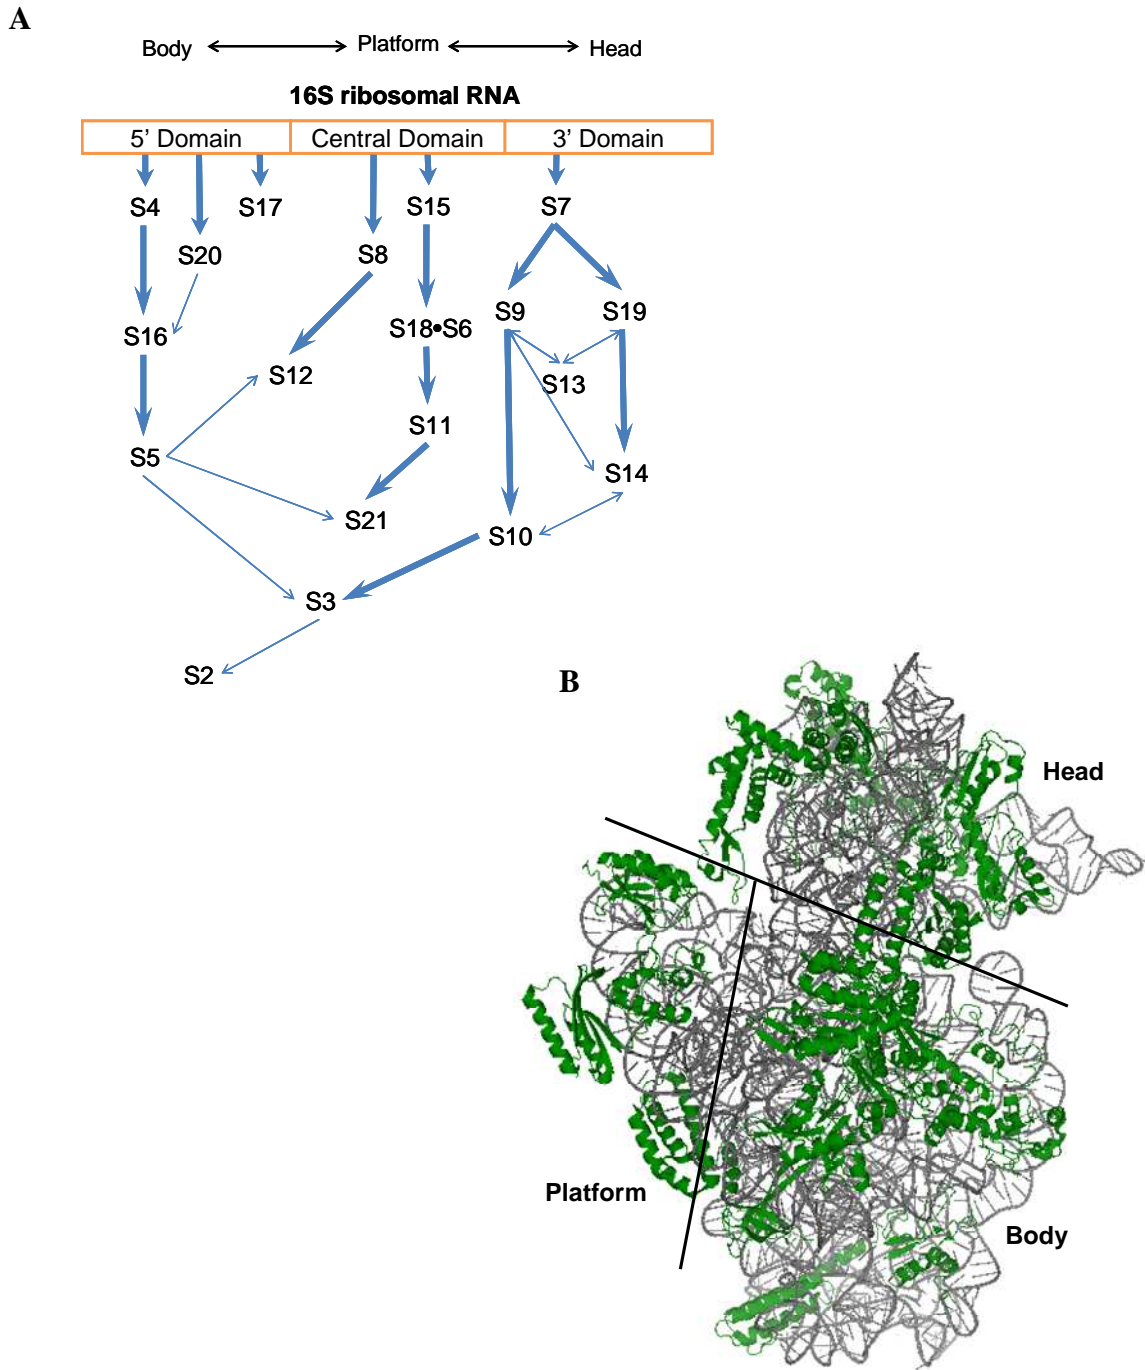 A
Body Platform Head
16S ribosomal RNA
5' Domain Central Domain 3' Domain
S4 S17 S15 S7
S20 S8
S16 S18•S6 S9 S19
S12 S13
S11
S5 S14
S21 S10
S3
S2
B
Head
Platform
Body